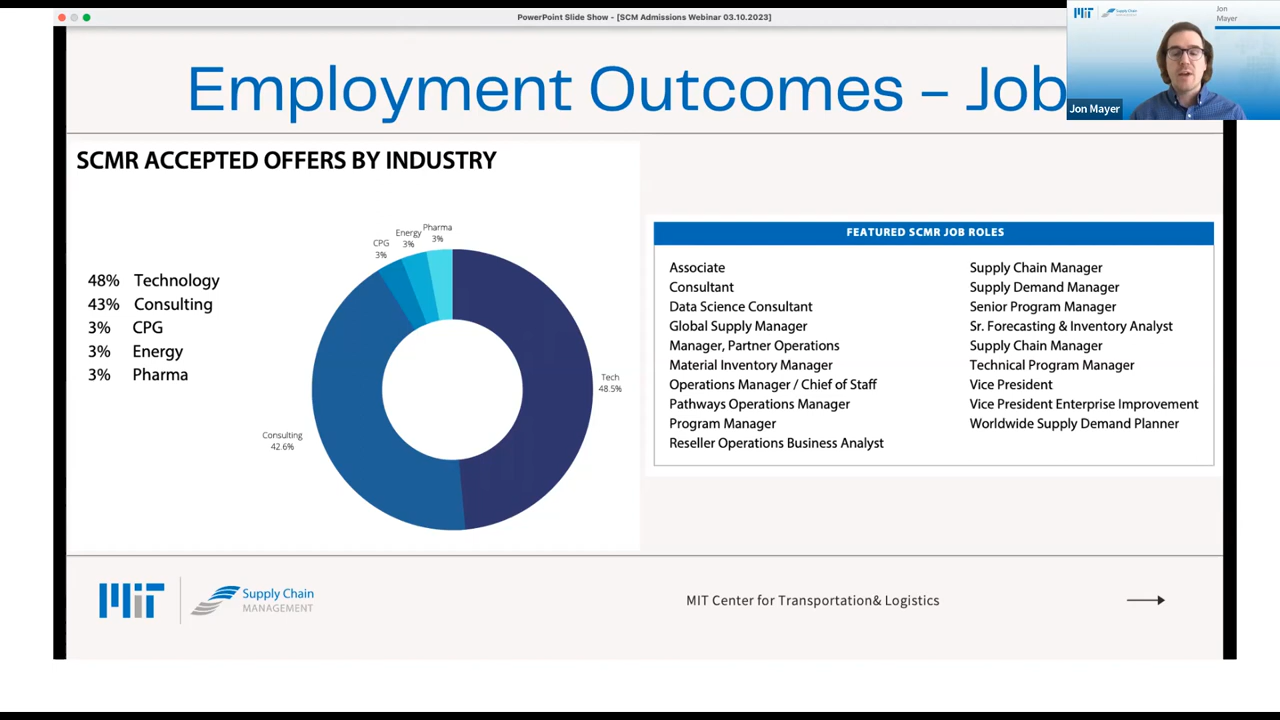 PowerPoint Slide Show - [SCM Admissions Webinar 03.10.2023]
MIT Supply Chain
MANAGEMENT
Jon
Mayer
Jon Mayer
Employment Outcomes – Job
SCMR ACCEPTED OFFERS BY INDUSTRY
48% Technology
43% Consulting
3% CPG
3% Energy
3% Pharma
CPG
3%
Energy
3%
Pharma
3%
Tech
48.5%
Consulting
42.6%
FEATURED SCMR JOB ROLES
Associate
Consultant
Data Science Consultant
Global Supply Manager
Manager, Partner Operations
Material Inventory Manager
Operations Manager / Chief of Staff
Pathways Operations Manager
Program Manager
Reseller Operations Business Analyst
Supply Chain Manager
Supply Demand Manager
Senior Program Manager
Sr. Forecasting & Inventory Analyst
Supply Chain Manager
Technical Program Manager
Vice President
Vice President Enterprise Improvement
Worldwide Supply Demand Planner
MIT
Supply Chain
MANAGEMENT
MIT Center for Transportation& Logistics